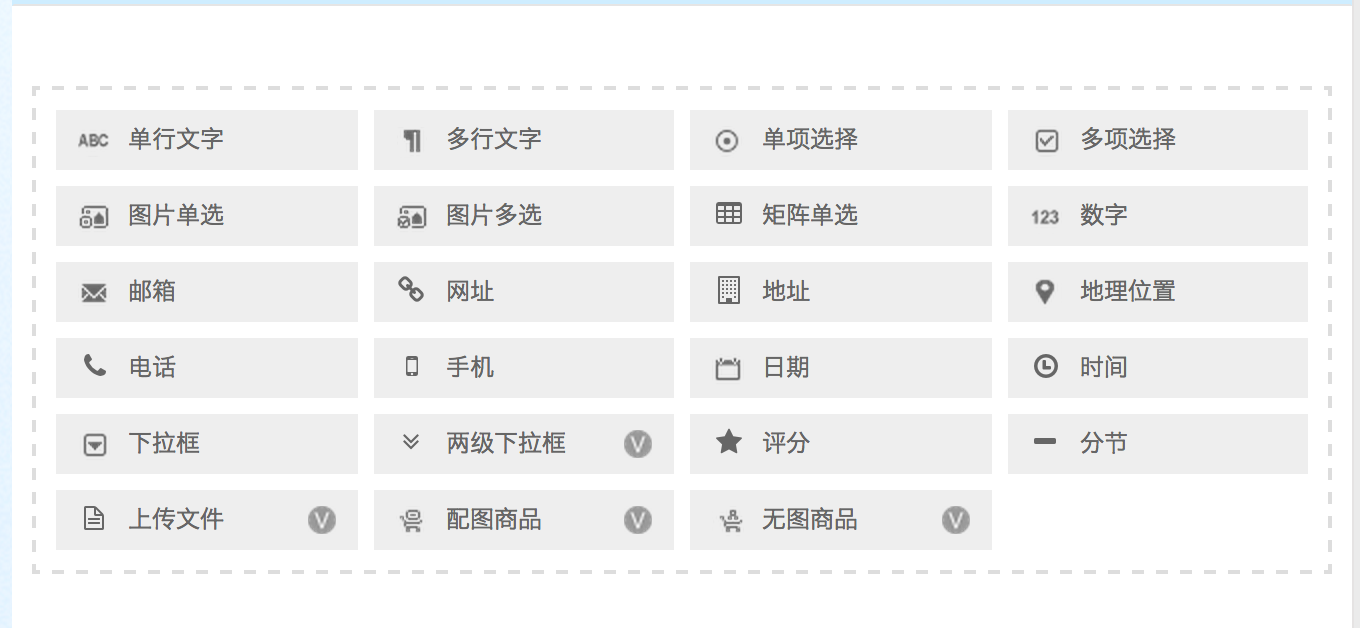 ABC 单行文字 多行文字 单项选择 多项选择
图片单选 图片多选 矩阵单选 123 数字
邮箱 网址 地址 地理位置
电话 手机 日期 时间
下拉框 两级下拉框 V 评分 分节
上传文件 V 配图商品 V 无图商品 V